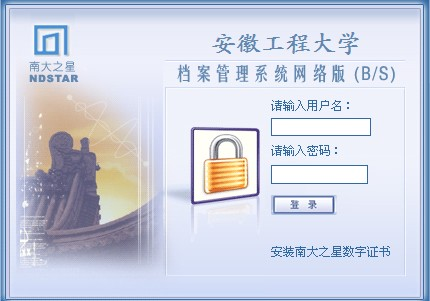 南大之星
NDSTAR
安徽工程大学
档案管理系统网络版 (B/S)
请输入用户名：
请输入密码：
登 录
安装南大之星数字证书